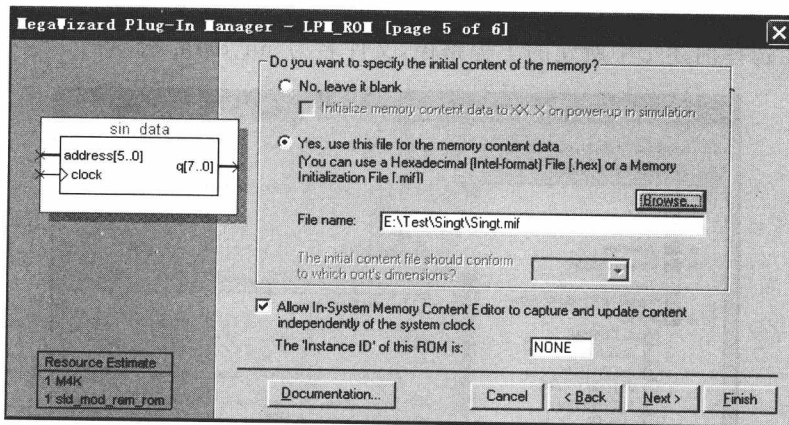 MegaWizard Plug-In Manager - LPM_ROM [page 5 of 6]
Do you want to specify the initial content of the memory?
No, leave it blank
Initialize memory content data to XX..X on power-up in simulation
Yes, use this file for the memory content data
(You can use a Hexadecimal (Intel-format) File [.hex] or a Memory
Initialization File [.mif])
Browse...
File name: E:\Test\Singt\Singt.mif
The initial content file should conform
to which port's dimensions?
Allow In-System Memory Content Editor to capture and update content
independently of the system clock
The 'Instance ID' of this ROM is: NONE
sin data
address[5..0]
q[7..0]
clock
Resource Estimate
1 M4K
1 sld_mod_ram_rom
Documentation...
Cancel
< Back
Next >
Finish